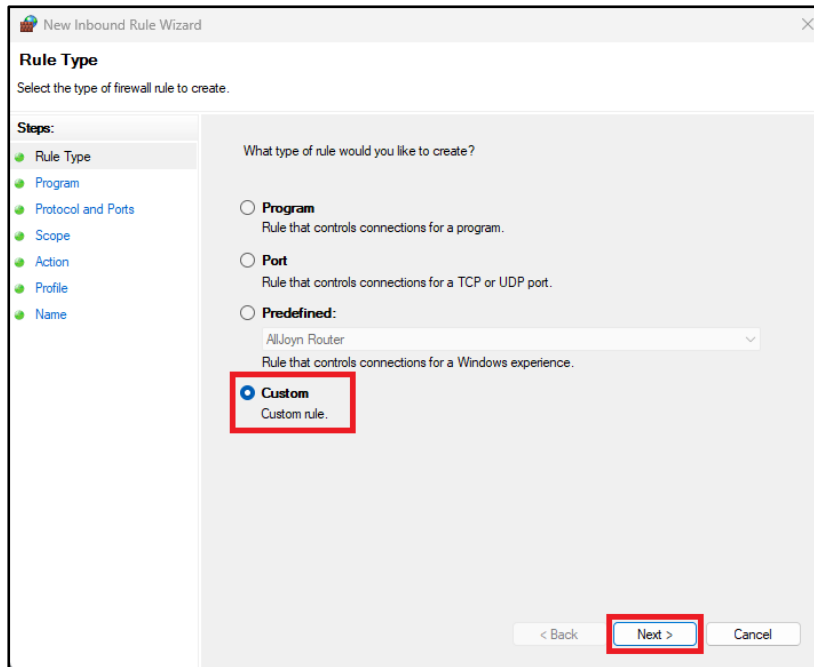 New Inbound Rule Wizard
Rule Type
Select the type of firewall rule to create.
Steps:
Rule Type
Program
Protocol and Ports
Scope
Action
Profile
Name
What type of rule would you like to create?
Program
Rule that controls connections for a program.
Port
Rule that controls connections for a TCP or UDP port.
Predefined:
AllJoyn Router
Rule that controls connections for a Windows experience.
Custom
Custom rule.
< Back Next > Cancel